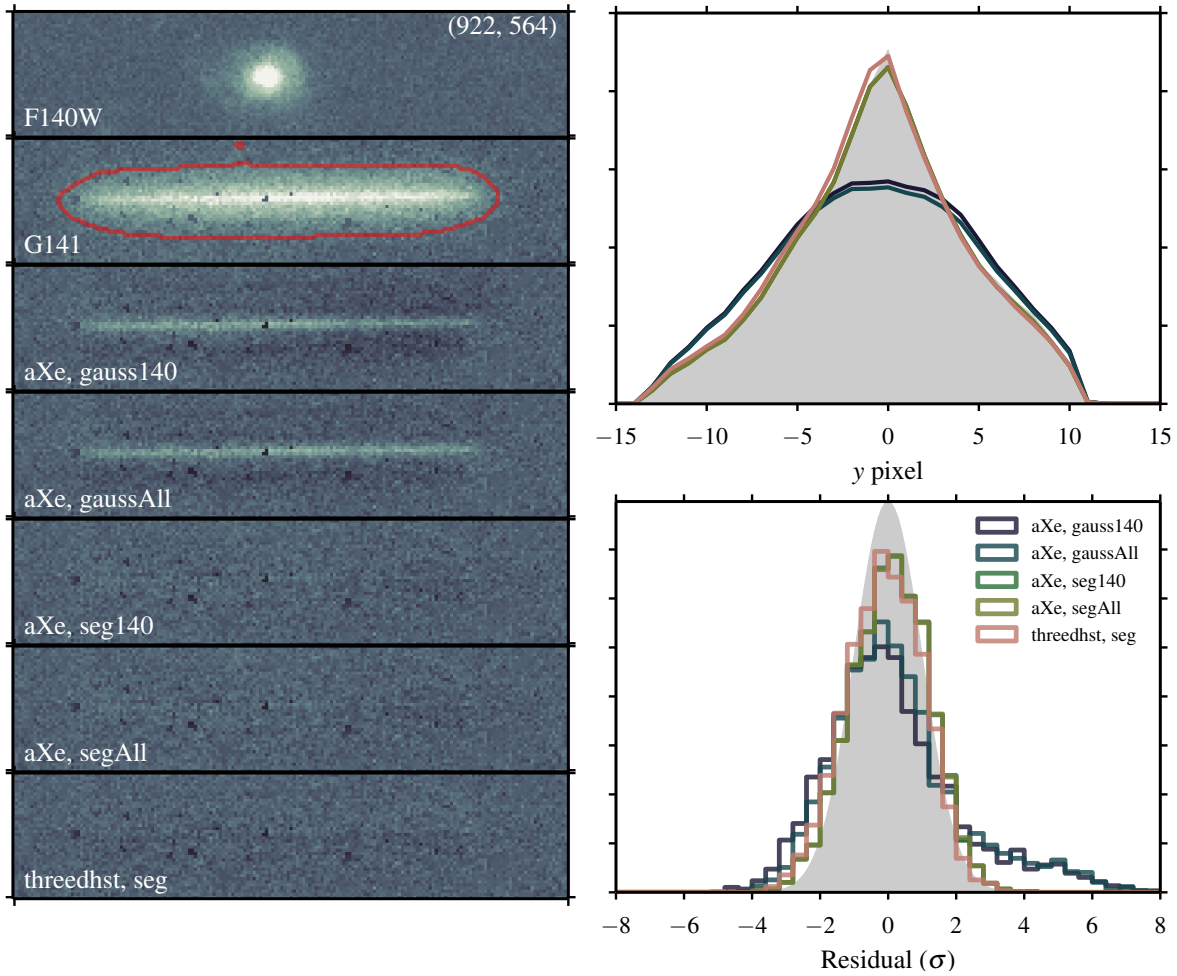 (922, 564)
F140W
G141
aXe, gauss140
aXe, gaussAll
aXe, seg140
aXe, segAll
threedhst, seg
−15 −10 −5 0 5 10 15
y pixel
aXe, gauss140
aXe, gaussAll
aXe, seg140
aXe, segAll
threedhst, seg
−8 −6 −4 −2 0 2 4 6 8
Residual (σ)